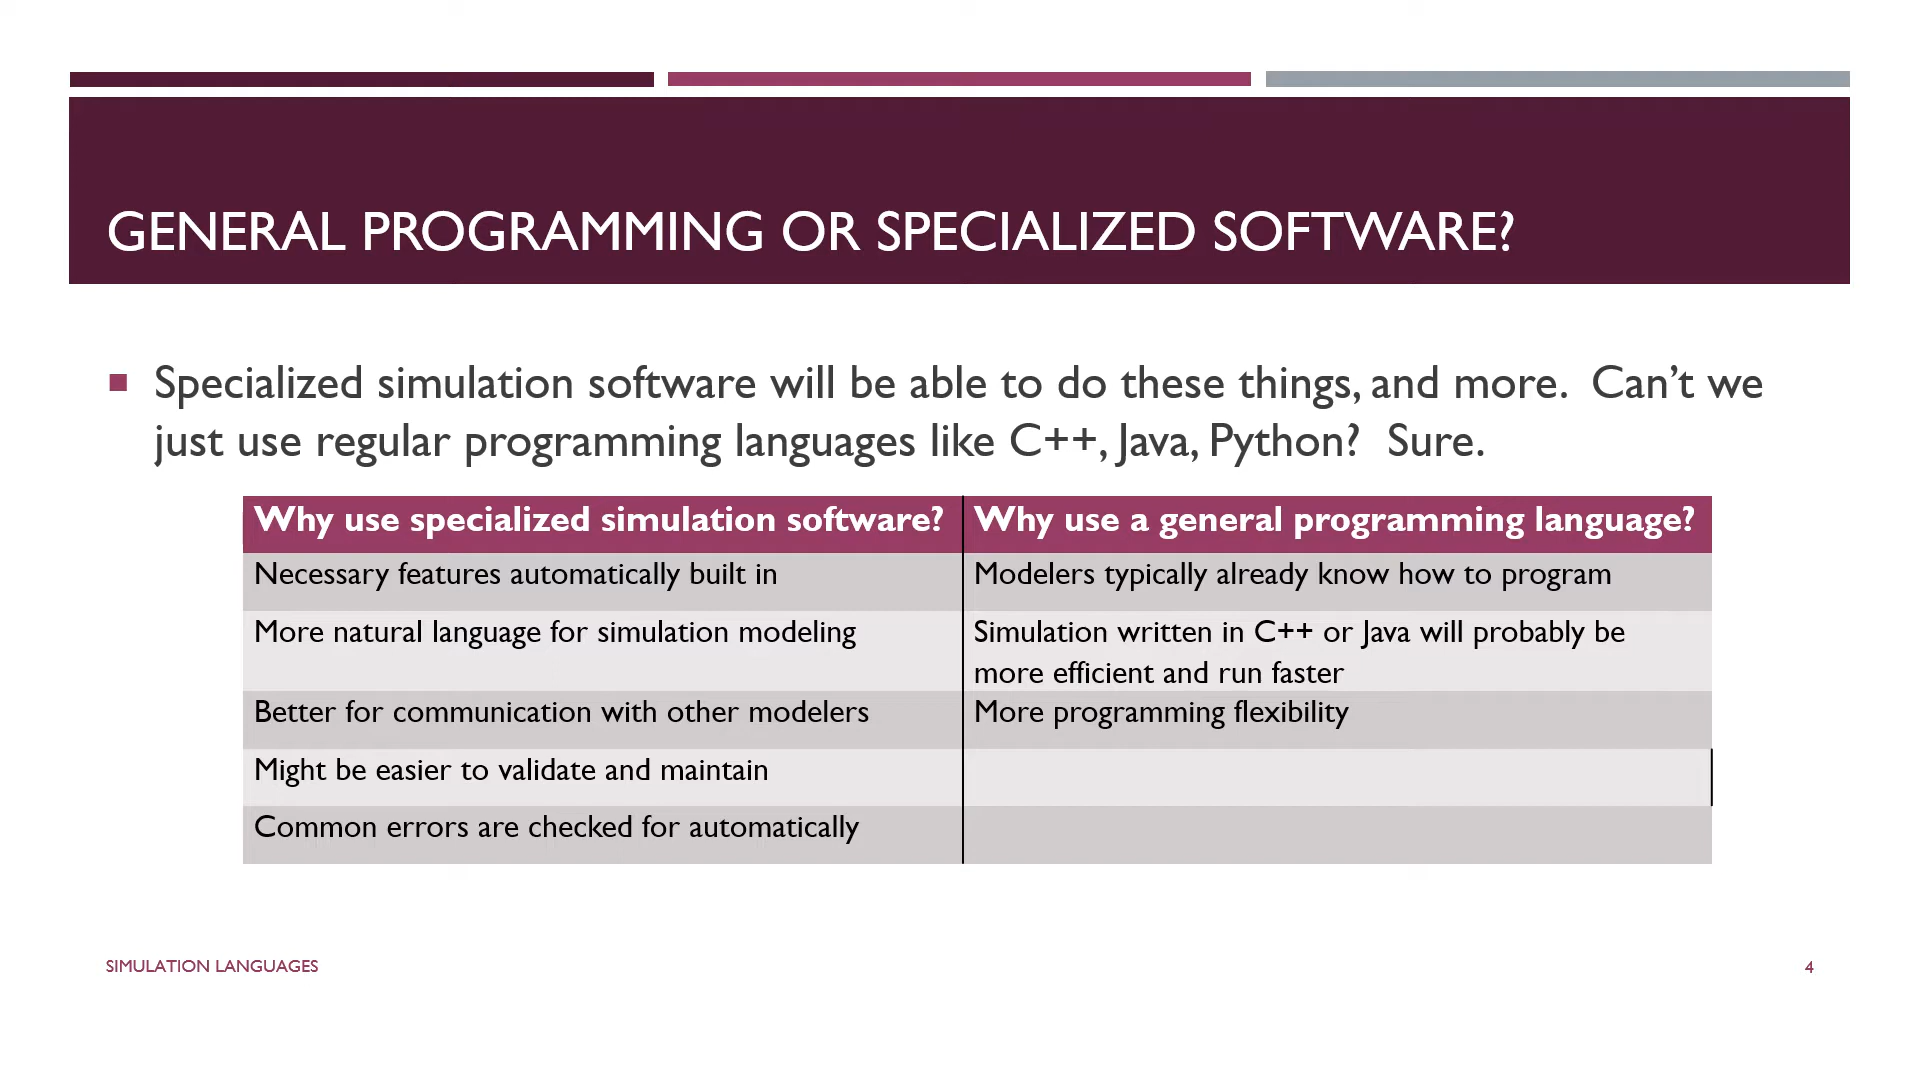 GENERAL PROGRAMMING OR SPECIALIZED SOFTWARE?
Specialized simulation software will be able to do these things, and more. Can't we
just use regular programming languages like C++, Java, Python? Sure.
Why use specialized simulation software? Why use a general programming language?
Necessary features automatically built in Modelers typically already know how to program
More natural language for simulation modeling Simulation written in C++ or Java will probably be
more efficient and run faster
Better for communication with other modelers More programming flexibility
Might be easier to validate and maintain
Common errors are checked for automatically
SIMULATION LANGUAGES 4